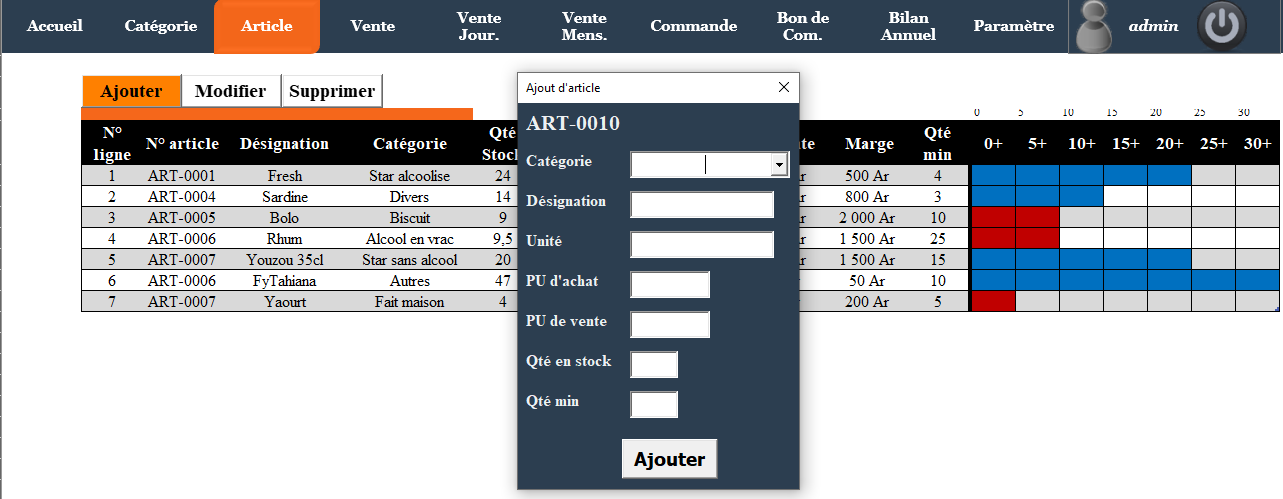 Accueil Catégorie Article Vente Vente Jour. Vente Mens. Commande Bon de Com. Bilan Annuel Paramètre admin
Ajouter Modifier Supprimer
Ajout d'article
ART-0010
Catégorie
Désignation
Unité
PU d'achat
PU de vente
Qté en stock
Qté min
Ajouter
0 5 10 15 20 25 30
N° ligne N° article Désignation Catégorie Qté Stock Marge Qté min 0+ 5+ 10+ 15+ 20+ 25+ 30+
1 ART-0001 Fresh Star alcoolise 24 500 Ar 4
2 ART-0004 Sardine Divers 14 800 Ar 3
3 ART-0005 Bolo Biscuit 9 2 000 Ar 10
4 ART-0006 Rhum Alcool en vrac 9,5 1 500 Ar 25
5 ART-0007 Youzou 35cl Star sans alcool 20 1 500 Ar 15
6 ART-0006 FyTahiana Autres 47 50 Ar 10
7 ART-0007 Yaourt Fait maison 4 200 Ar 5